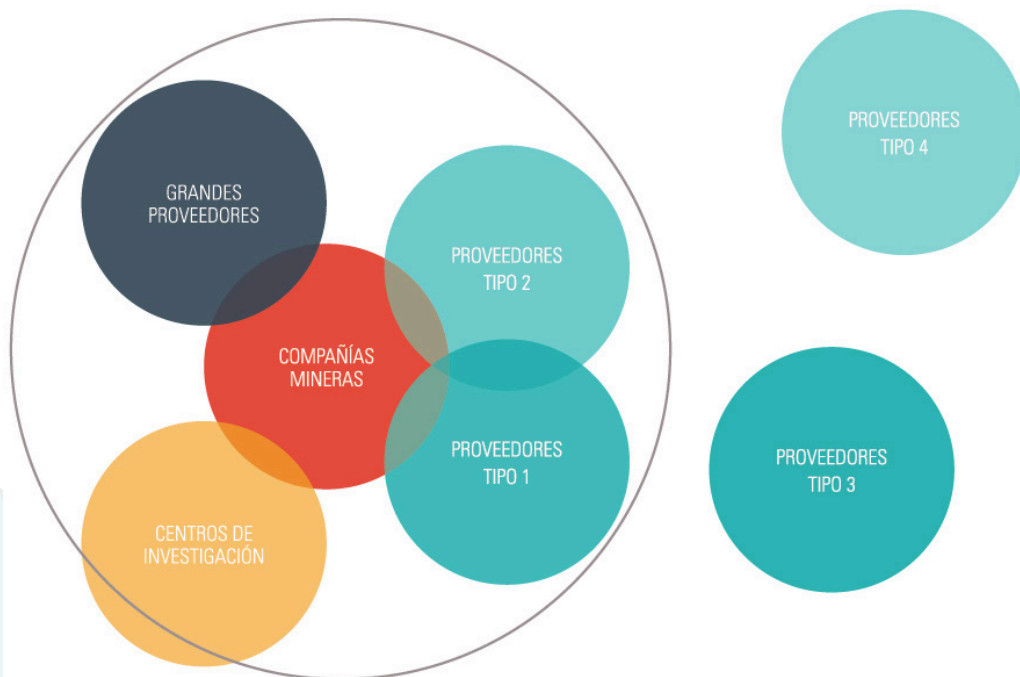 PROVEEDORES
TIPO 4
GRANDES
PROVEEDORES
PROVEEDORES
TIPO 2
COMPAÑÍAS
MINERAS
PROVEEDORES
TIPO 1
PROVEEDORES
TIPO 3
CENTROS DE
INVESTIGACIÓN